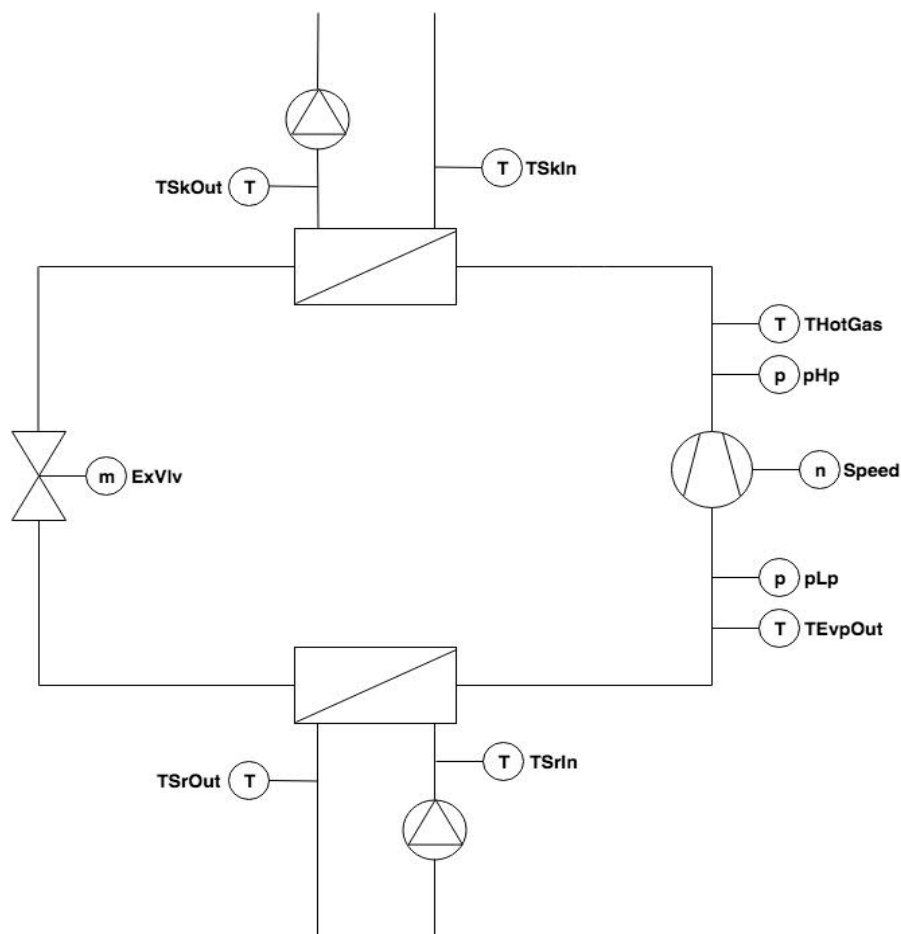 T TSkIn
TSkOut T
T THotGas
p pHp
m ExVlv
n Speed
p pLp
T TEvpOut
T TSrIn
TSrOut T